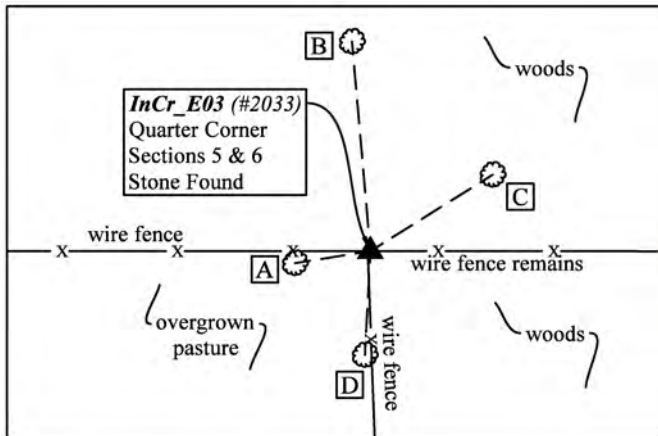 B
woods
InCr_E03 (#2033)
Quarter Corner
Sections 5 & 6
Stone Found
C
wire fence
x x x x x
A
wire fence remains
overgrown
pasture
wire fence
x
woods
D